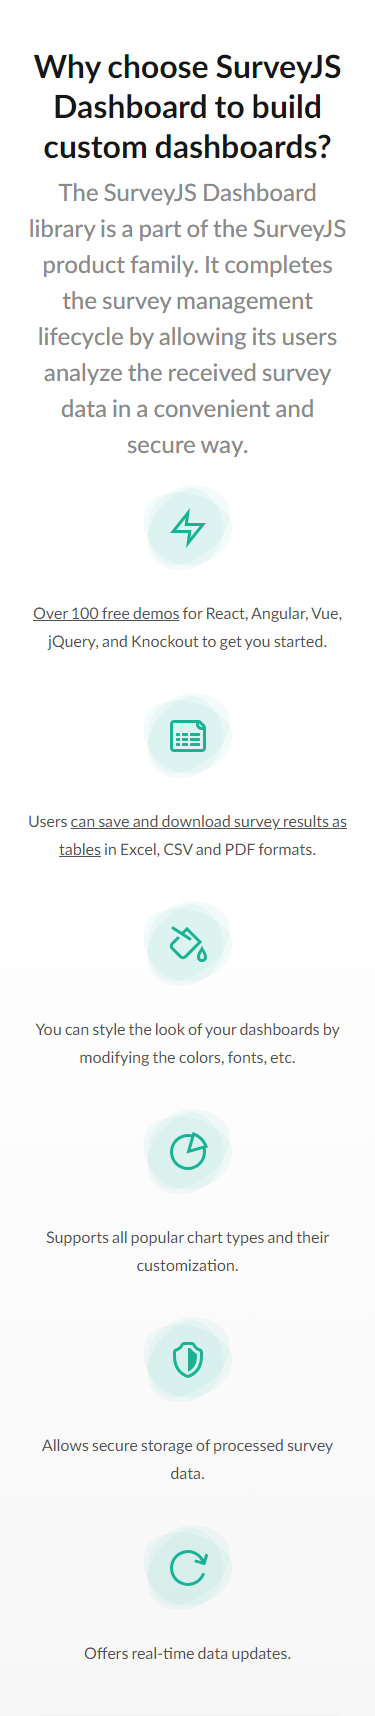 Why choose SurveyJS
Dashboard to build
custom dashboards?
The SurveyJS Dashboard
library is a part of the SurveyJS
product family. It completes
the survey management
lifecycle by allowing its users
analyze the received survey
data in a convenient and
secure way.
Over 100 free demos for React, Angular, Vue,
jQuery, and Knockout to get you started.
Users can save and download survey results as
tables in Excel, CSV and PDF formats.
You can style the look of your dashboards by
modifying the colors, fonts, etc.
Supports all popular chart types and their
customization.
Allows secure storage of processed survey
data.
Offers real-time data updates.